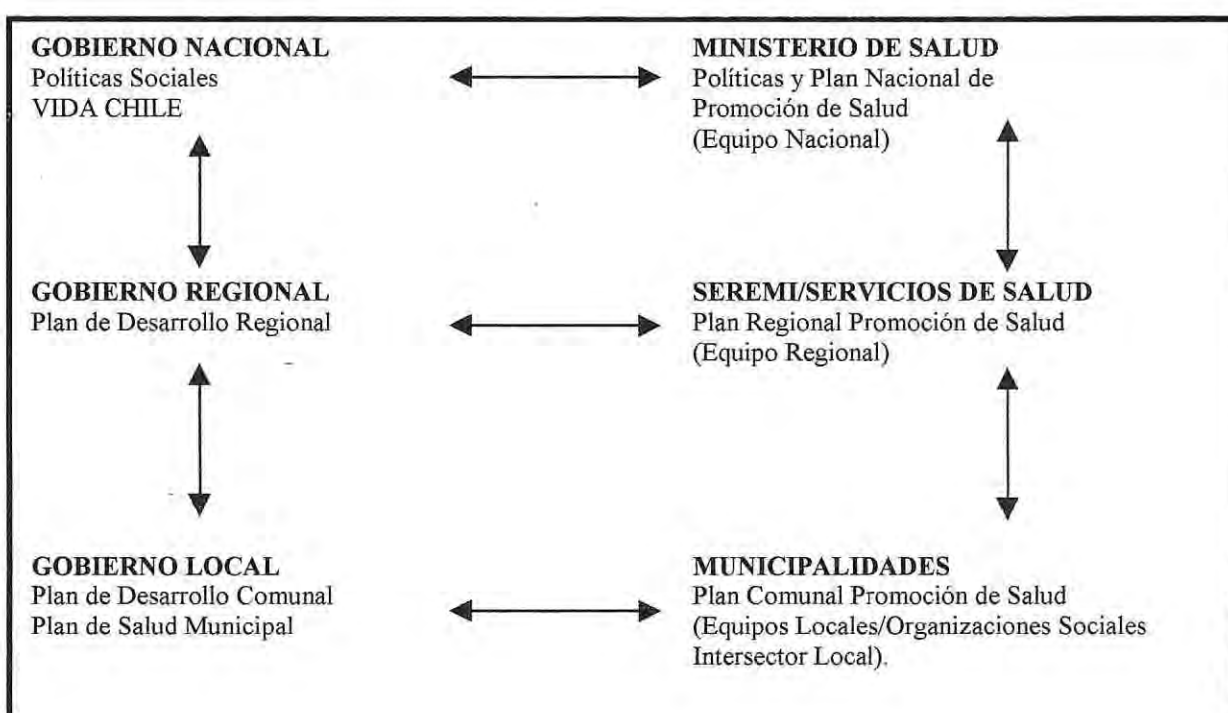 GOBIERNO NACIONAL
Políticas Sociales
VIDA CHILE
MINISTERIO DE SALUD
Políticas y Plan Nacional de
Promoción de Salud
(Equipo Nacional)
GOBIERNO REGIONAL
Plan de Desarrollo Regional
SEREMI/SERVICIOS DE SALUD
Plan Regional Promoción de Salud
(Equipo Regional)
GOBIERNO LOCAL
Plan de Desarrollo Comunal
Plan de Salud Municipal
MUNICIPALIDADES
Plan Comunal Promoción de Salud
(Equipos Locales/Organizaciones Sociales
Intersector Local).